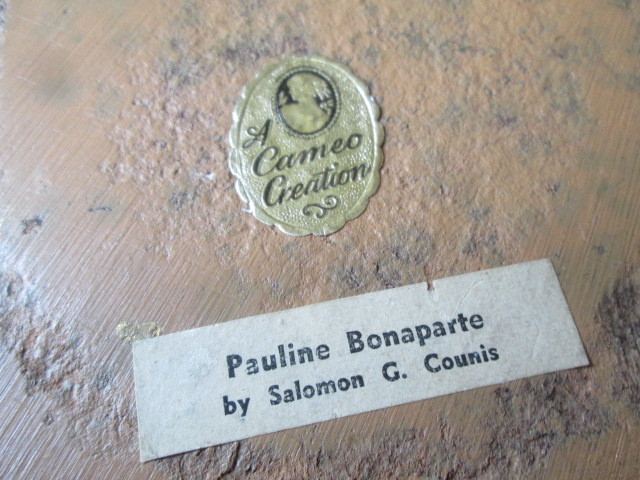 A
Cameo
Creation
Pauline Bonaparte
by Salomon G. Counis